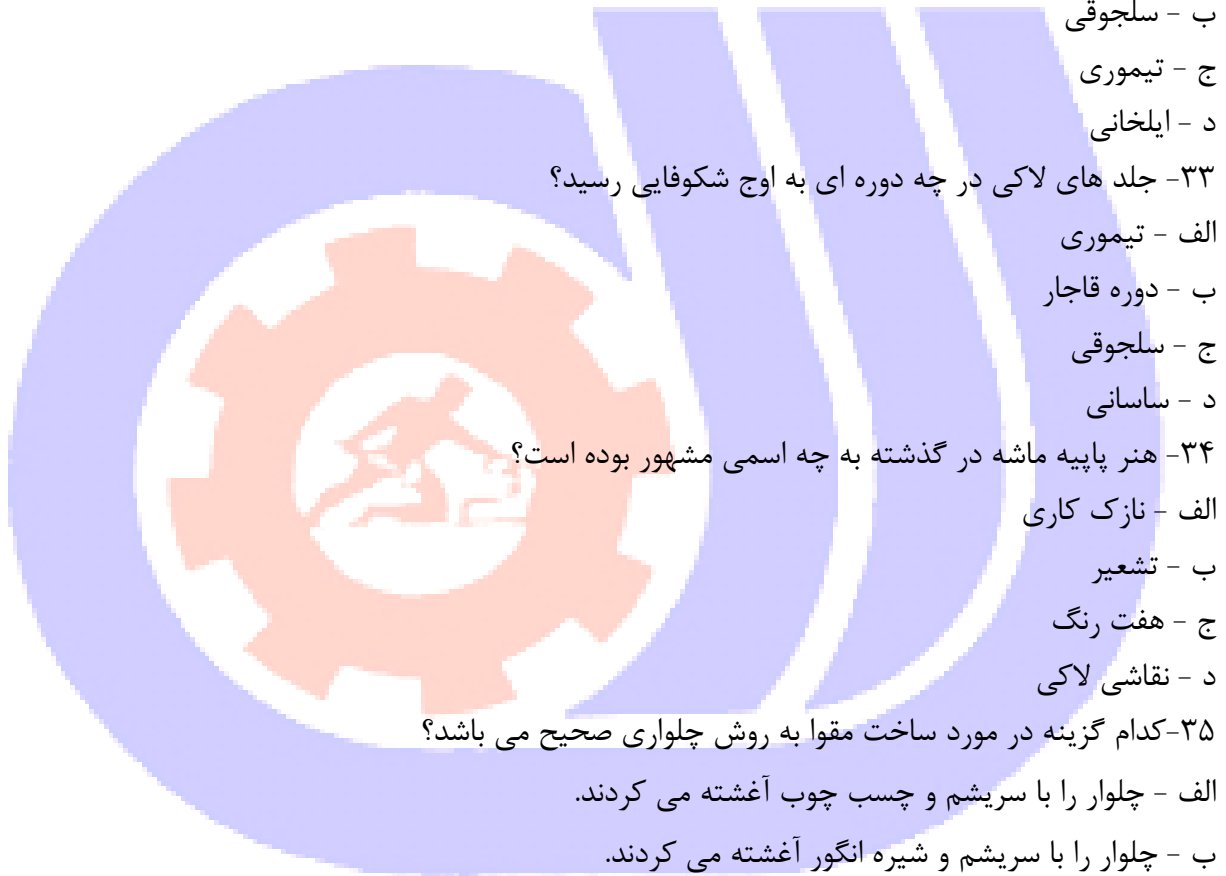 ب - سلجوقی
ج - تیموری
د - ایلخانی
۳۳- جلد های لاکی در چه دوره ای به اوج شکوفایی رسید؟
الف - تیموری
ب - دوره قاجار
ج - سلجوقی
د - ساسانی
۳۴- هنر پاپیه ماشه در گذشته به چه اسمی مشهور بوده است؟
الف - نازک کاری
ب - تشعیر
ج - هفت رنگ
د - نقاشی لاکی
۳۵-کدام گزینه در مورد ساخت مقوا به روش چلواری صحیح می باشد؟
الف - چلوار را با سریشم و چسب چوب آغشته می کردند.
ب - چلوار را با سریشم و شیره انگور آغشته می کردند.